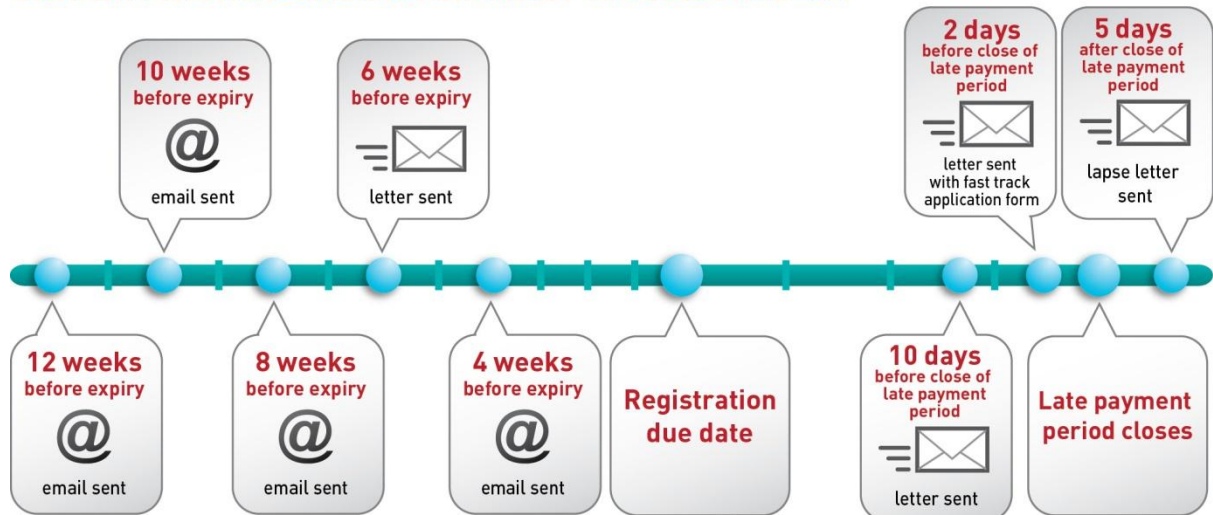 10 weeks
before expiry
@
email sent
6 weeks
before expiry
letter sent
2 days
before close of
late payment
period
letter sent
with fast track
application form
5 days
after close of
late payment
period
lapse letter
sent
12 weeks
before expiry
@
email sent
8 weeks
before expiry
@
email sent
4 weeks
before expiry
@
email sent
Registration
due date
10 days
before close of
late payment
period
letter sent
Late payment
period closes